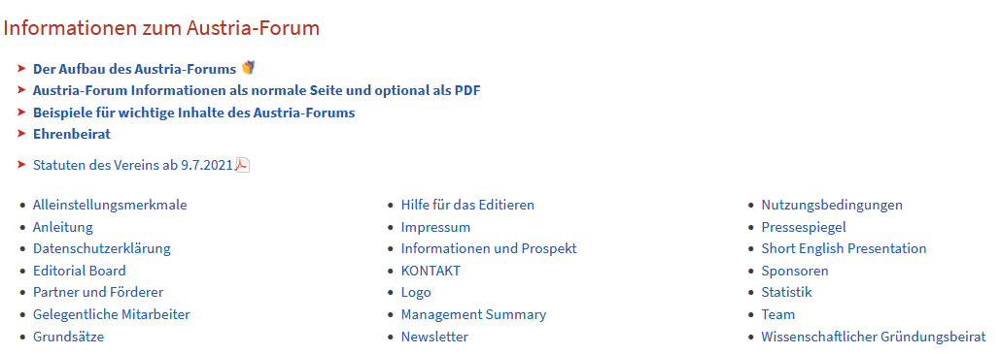 Informationen zum Austria-Forum
Der Aufbau des Austria-Forums
Austria-Forum Informationen als normale Seite und optional als PDF
Beispiele für wichtige Inhalte des Austria-Forums
Ehrenbeirat
Statuten des Vereins ab 9.7.2021
Alleinstellungsmerkmale
Anleitung
Datenschutzerklärung
Editorial Board
Partner und Förderer
Gelegentliche Mitarbeiter
Grundsätze
Hilfe für das Editieren
Impressum
Informationen und Prospekt
KONTAKT
Logo
Management Summary
Newsletter
Nutzungsbedingungen
Pressespiegel
Short English Presentation
Sponsoren
Statistik
Team
Wissenschaftlicher Gründungsbeirat